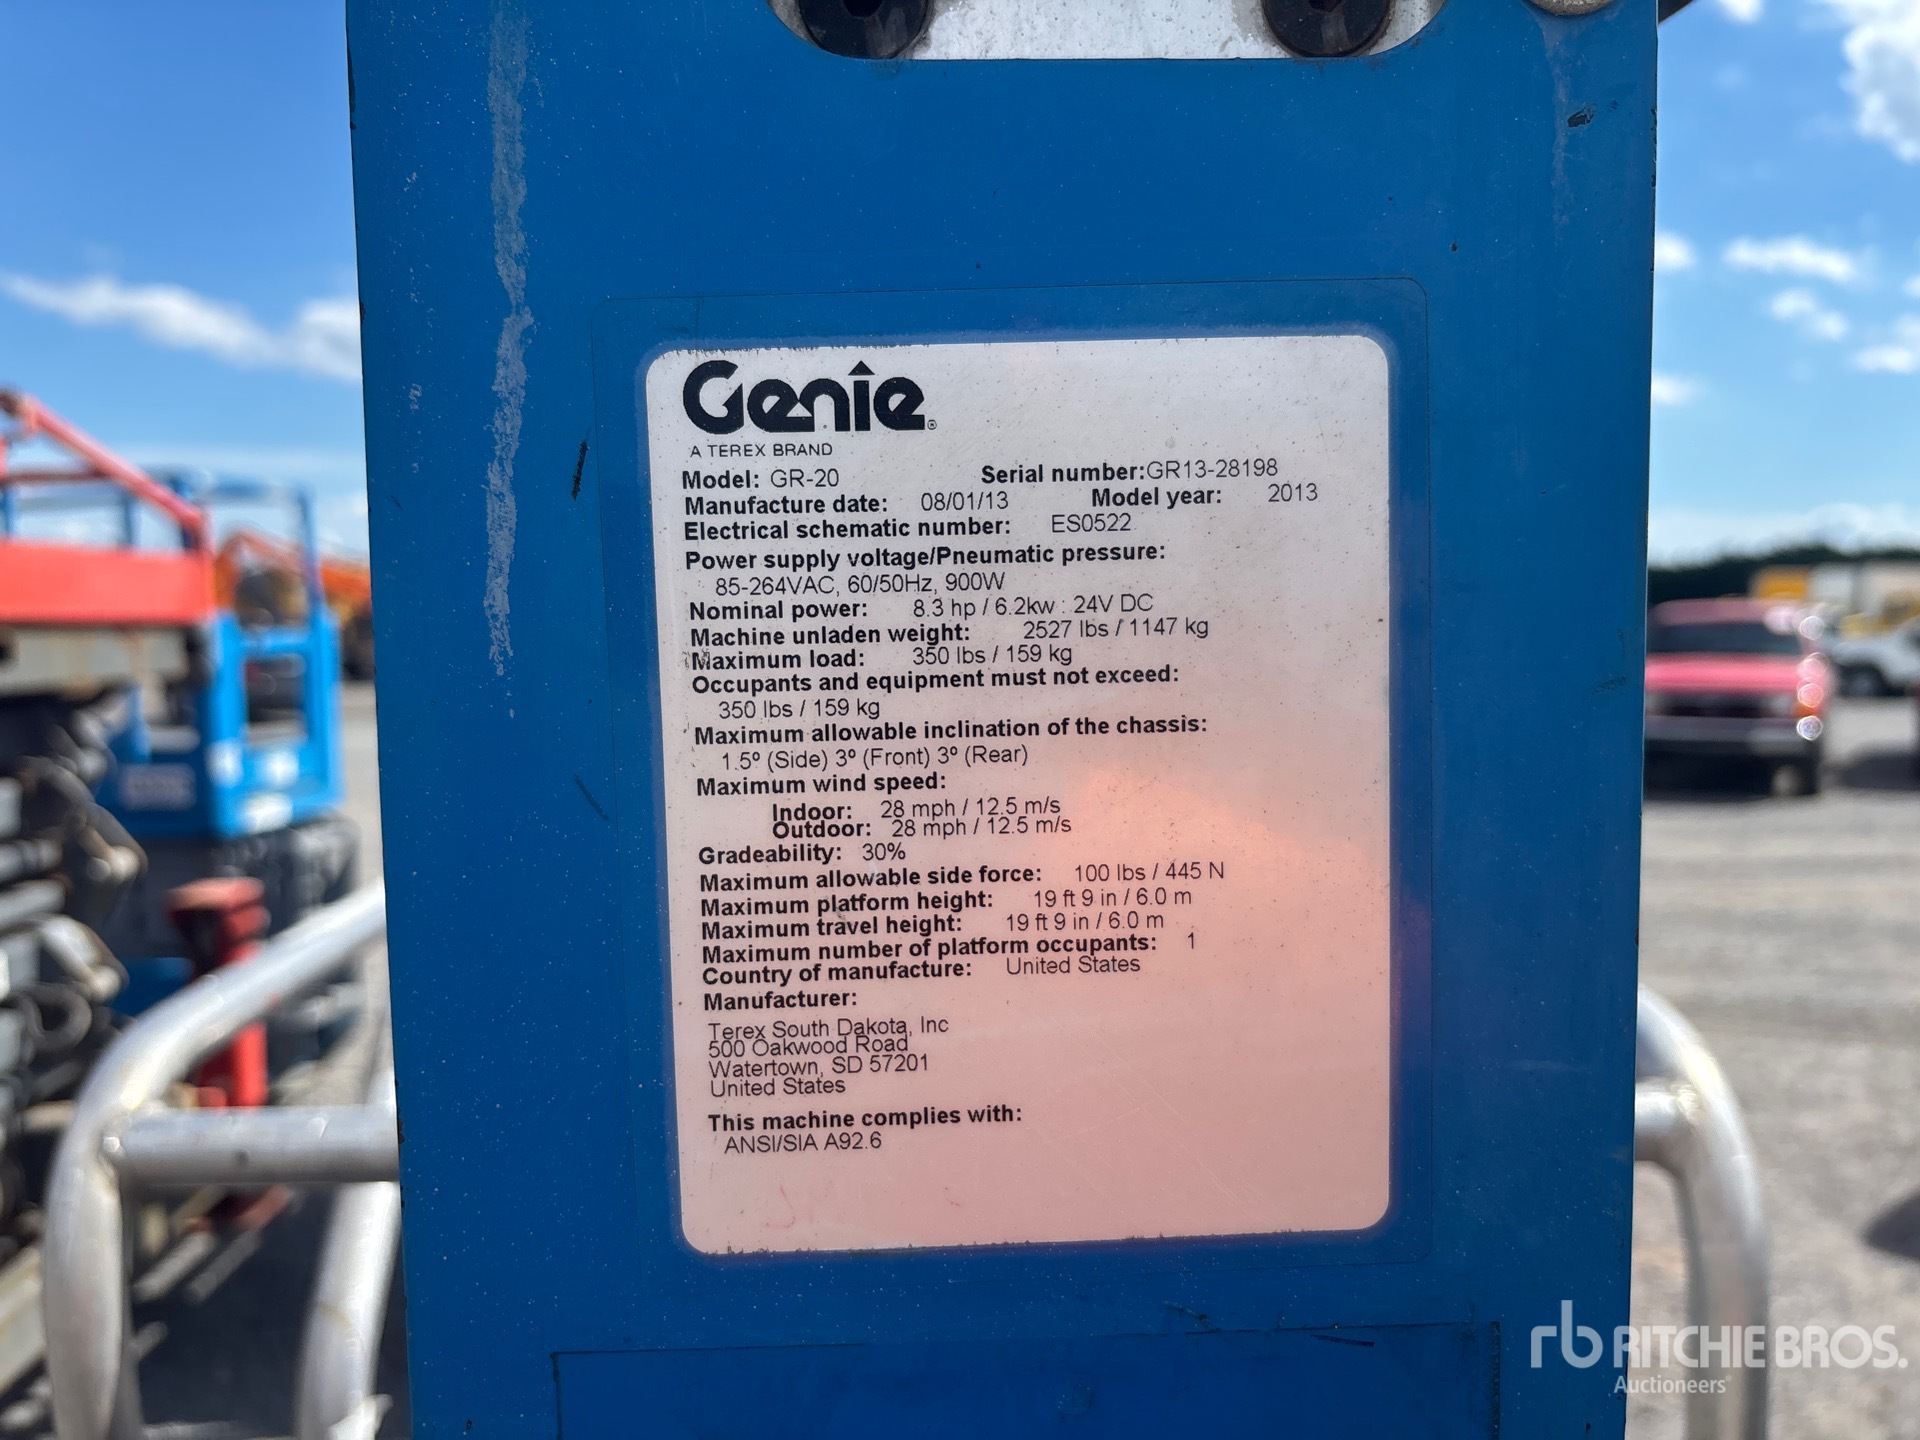 Genie®
A TEREX BRAND
Model: GR-20 Serial number:GR13-28198
Manufacture date: 08/01/13 Model year: 2013
Electrical schematic number: ES0522
Power supply voltage/Pneumatic pressure:
85-264VAC, 60/50Hz, 900W
Nominal power: 8.3 hp / 6.2kw : 24V DC
Machine unladen weight: 2527 lbs / 1147 kg
Maximum load: 350 lbs / 159 kg
Occupants and equipment must not exceed:
350 lbs / 159 kg
Maximum allowable inclination of the chassis:
1.5º (Side) 3º (Front) 3º (Rear)
Maximum wind speed:
Indoor: 28 mph / 12.5 m/s
Outdoor: 28 mph / 12.5 m/s
Gradeability: 30%
Maximum allowable side force: 100 lbs / 445 N
Maximum platform height: 19 ft 9 in / 6.0 m
Maximum travel height: 19 ft 9 in / 6.0 m
Maximum number of platform occupants: 1
Country of manufacture: United States
Manufacturer:
Terex South Dakota, Inc
500 Oakwood Road
Watertown, SD 57201
United States
This machine complies with:
ANSI/SIA A92.6
rb RITCHIE BROS.
Auctioneers